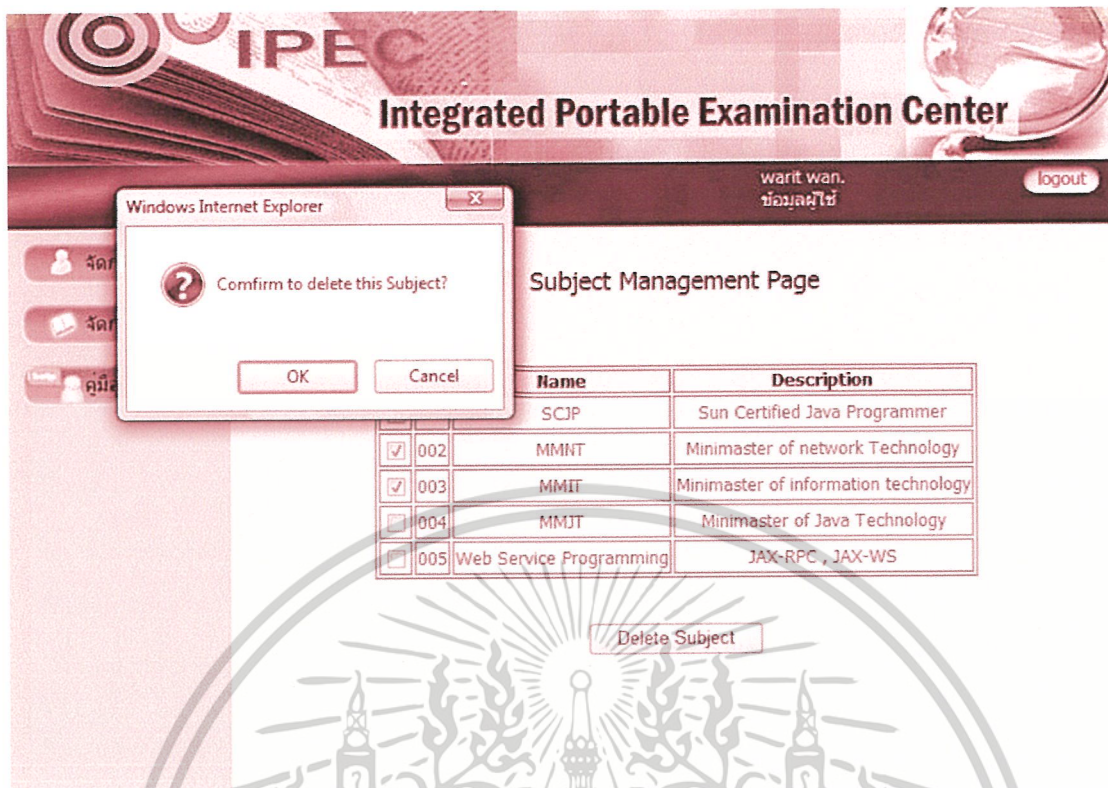 IPEC
Integrated Portable Examination Center
warit wan.
ข้อมูลผู้ใช้
logout
Windows Internet Explorer
Comfirm to delete this Subject?
OK
Cancel
Subject Management Page
Name Description
SCJP Sun Certified Java Programmer
002 MMNT Minimaster of network Technology
003 MMIT Minimaster of information technology
004 MMJT Minimaster of Java Technology
005 Web Service Programming JAX-RPC , JAX-WS
Delete Subject